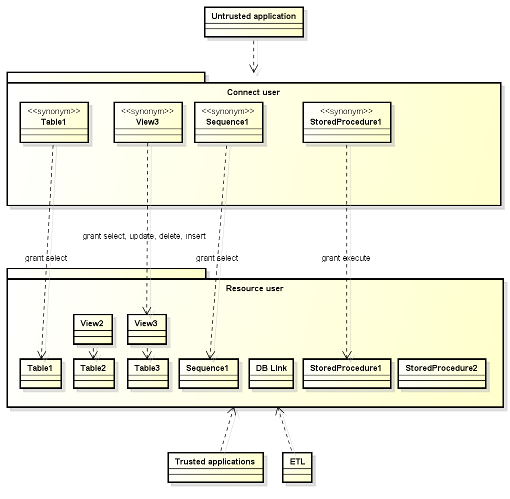 Untrusted application
Connect user
<<synonym>> <<synonym>> <<synonym>> <<synonym>>
Table1 View3 Sequence1 StoredProcedure1
grant select, update, delete, insert
grant select grant select grant execute
Resource user
View2 View3
Table1 Table2 Table3 Sequence1 DB Link StoredProcedure1 StoredProcedure2
Trusted applications ETL